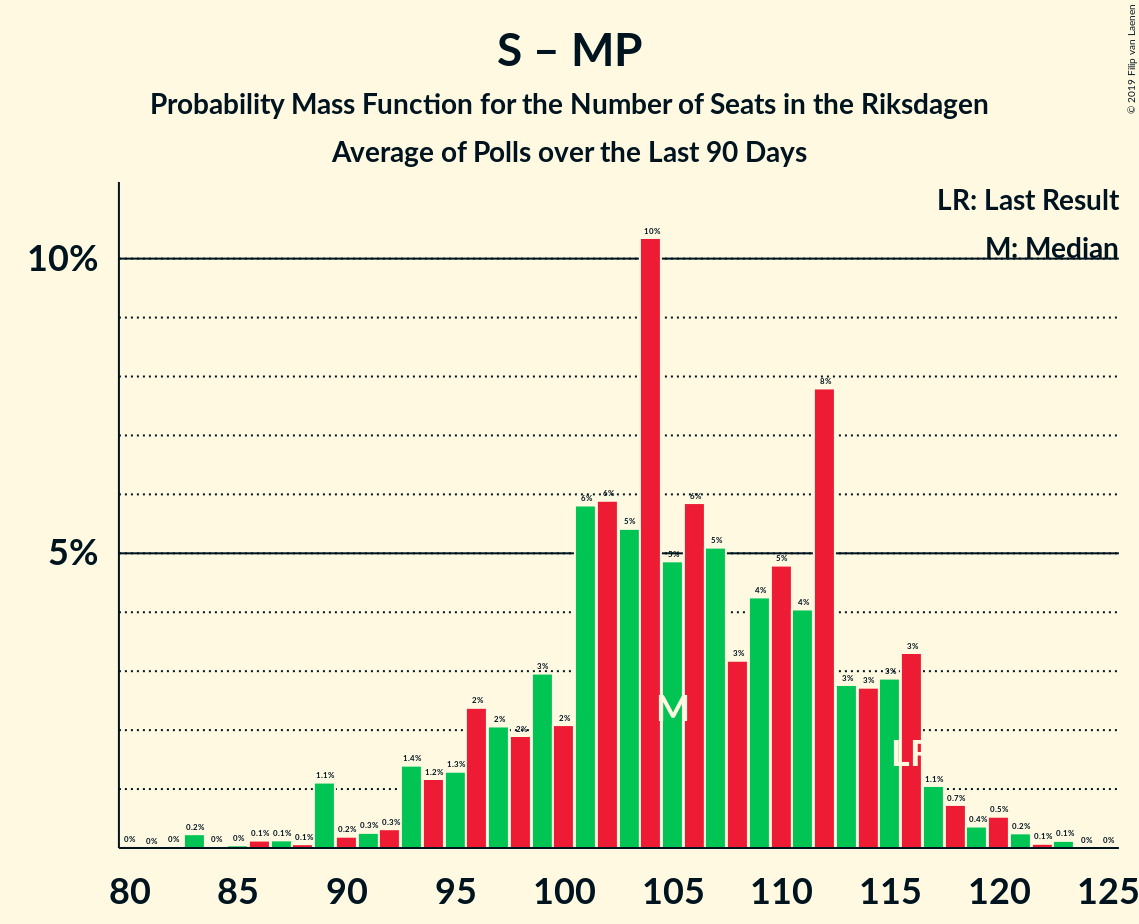 S – MP
Probability Mass Function for the Number of Seats in the Riksdagen
Average of Polls over the Last 90 Days
© 2019 Filip van Laenen
LR: Last Result
M: Median
10%
5%
0% 0% 0% 0.2% 0% 0% 0.1% 0.1% 0.1% 1.1% 0.2% 0.3% 0.3% 1.4% 1.2% 1.3% 2% 2% 2% 3% 2% 6% 6% 5% 10% 5% 6% 5% 3% 4% 5% 4% 8% 3% 3% 3% 3% 1.1% 0.7% 0.4% 0.5% 0.2% 0.1% 0.1% 0% 0%
M
LR
80 85 90 95 100 105 110 115 120 125